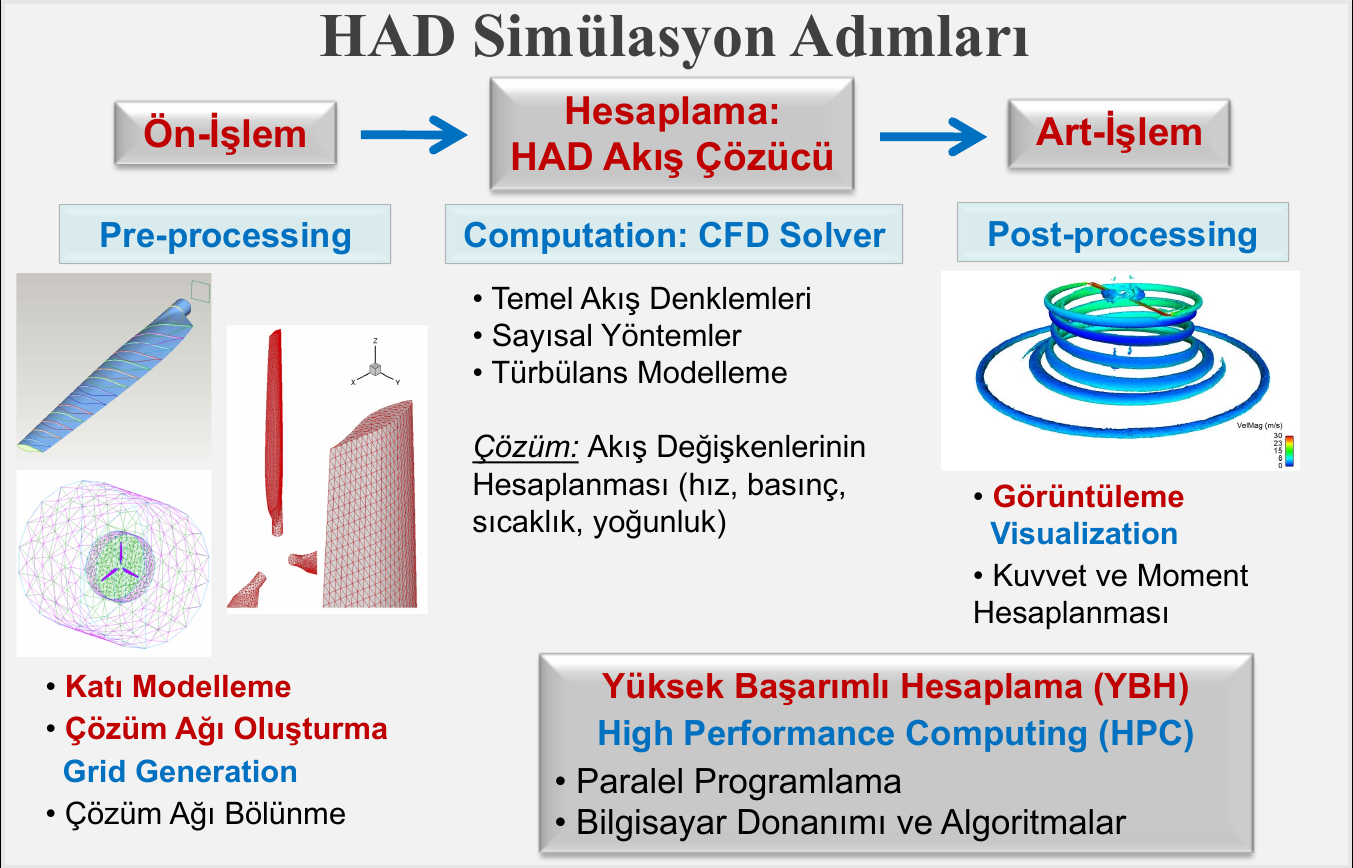 HAD Simülasyon Adımları
Ön-İşlem
Hesaplama:
HAD Akış Çözücü
Art-İşlem
Pre-processing
Computation: CFD Solver
Post-processing
Z
X
Y
• Katı Modelleme
• Çözüm Ağı Oluşturma
Grid Generation
• Çözüm Ağı Bölünme
• Temel Akış Denklemleri
• Sayısal Yöntemler
• Türbülans Modelleme
Çözüm: Akış Değişkenlerinin
Hesaplanması (hız, basınç,
sıcaklık, yoğunluk)
VelMag (m/s)
30
23
15
8
0
• Görüntüleme
Visualization
• Kuvvet ve Moment
Hesaplanması
Yüksek Başarımlı Hesaplama (YBH)
High Performance Computing (HPC)
• Paralel Programlama
• Bilgisayar Donanımı ve Algoritmalar